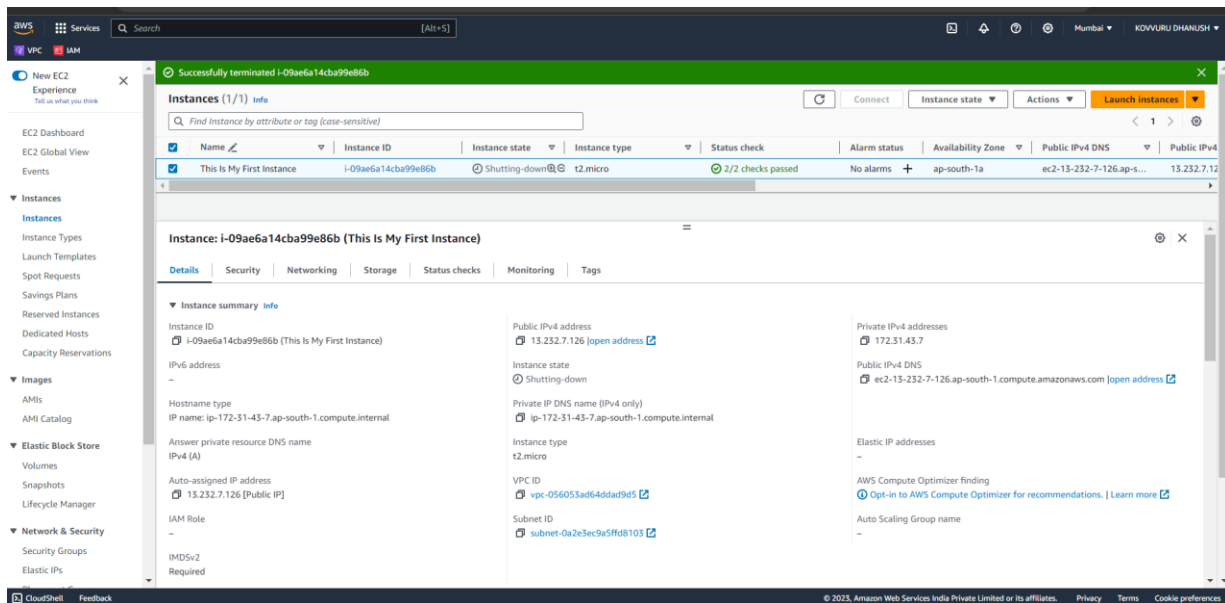 aws Services Search [Alt+S] Mumbai ▼ KOVVURU DHANUSH ▼
VPC IAM
New EC2
Experience
Tell us what you think
EC2 Dashboard
EC2 Global View
Events
▼ Instances
Instances
Instance Types
Launch Templates
Spot Requests
Savings Plans
Reserved Instances
Dedicated Hosts
Capacity Reservations
▼ Images
AMIs
AMI Catalog
▼ Elastic Block Store
Volumes
Snapshots
Lifecycle Manager
▼ Network & Security
Security Groups
Elastic IPs
Successfully terminated i-09ae6a14cba99e86b
Instances (1/1) Info Connect Instance state ▼ Actions ▼ Launch instances ▼
Find Instance by attribute or tag (case-sensitive) < 1 >
Name Instance ID Instance state Instance type Status check Alarm status Availability Zone Public IPv4 DNS Public IPv4
This Is My First Instance i-09ae6a14cba99e86b Shutting-down t2.micro 2/2 checks passed No alarms + ap-south-1a ec2-13-232-7-126.ap-s... 13.232.7.12
Instance: i-09ae6a14cba99e86b (This Is My First Instance)
Details Security Networking Storage Status checks Monitoring Tags
▼ Instance summary Info
Instance ID Public IPv4 address Private IPv4 addresses
i-09ae6a14cba99e86b (This Is My First Instance) 13.232.7.126 |open address 172.31.43.7
IPv6 address Instance state Public IPv4 DNS
– Shutting-down ec2-13-232-7-126.ap-south-1.compute.amazonaws.com |open address
Hostname type Private IP DNS name (IPv4 only)
IP name: ip-172-31-43-7.ap-south-1.compute.internal ip-172-31-43-7.ap-south-1.compute.internal
Answer private resource DNS name Instance type Elastic IP addresses
IPv4 (A) t2.micro –
Auto-assigned IP address VPC ID AWS Compute Optimizer finding
13.232.7.126 [Public IP] vpc-056053ad64ddad9d5 Opt-in to AWS Compute Optimizer for recommendations. | Learn more
IAM Role Subnet ID Auto Scaling Group name
– subnet-0a2e3ec9a5ffd8103 –
IMDSv2
Required
CloudShell Feedback © 2023, Amazon Web Services India Private Limited or its affiliates. Privacy Terms Cookie preferences